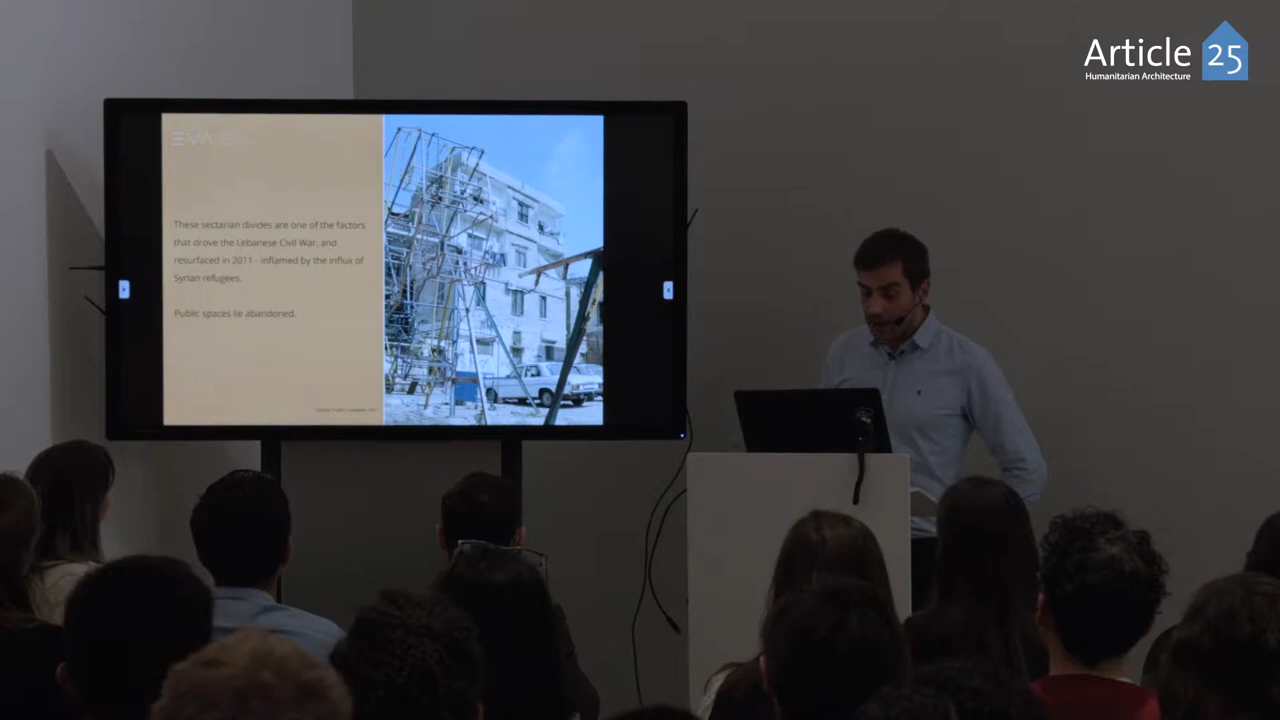 Article 25
Humanitarian Architecture
EVA
These sectarian divides are one of the factors
that drove the Lebanese Civil War, and
resurfaced in 2011 - inflamed by the influx of
Syrian refugees.
Public spaces lie abandoned.